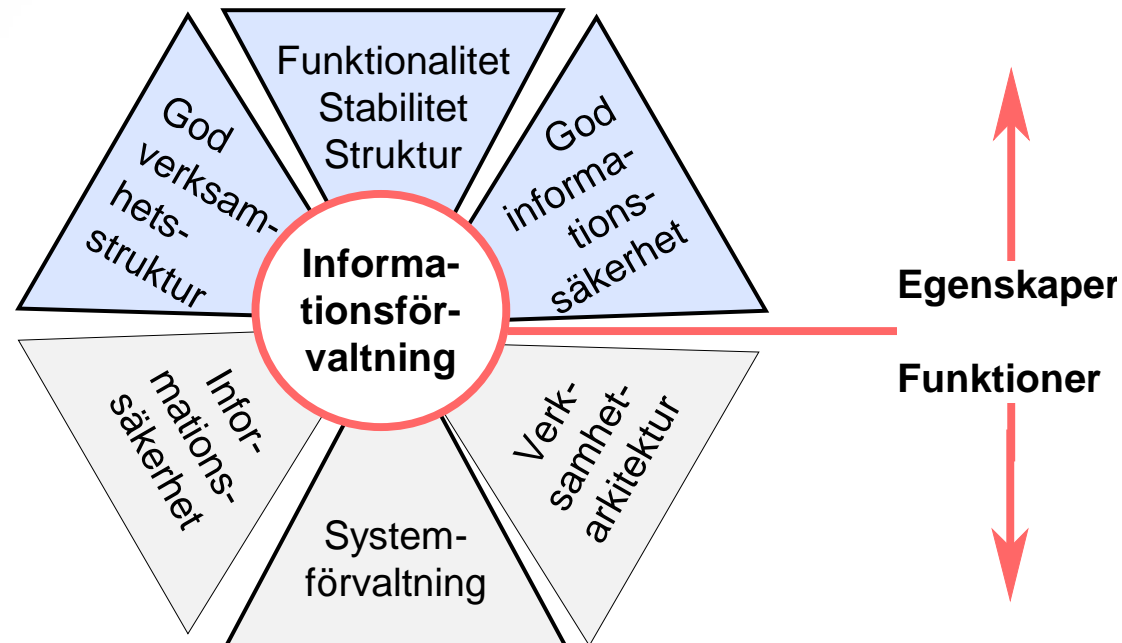 Funktionalitet
Stabilitet
Struktur
God
verksam-
hets-
struktur
God
informa-
tions-
säkerhet
Informa-
tionsför-
valtning
Egenskaper
Funktioner
Infor-
mations-
säkerhet
Verk-
samhet-
arkitektur
System-
förvaltning